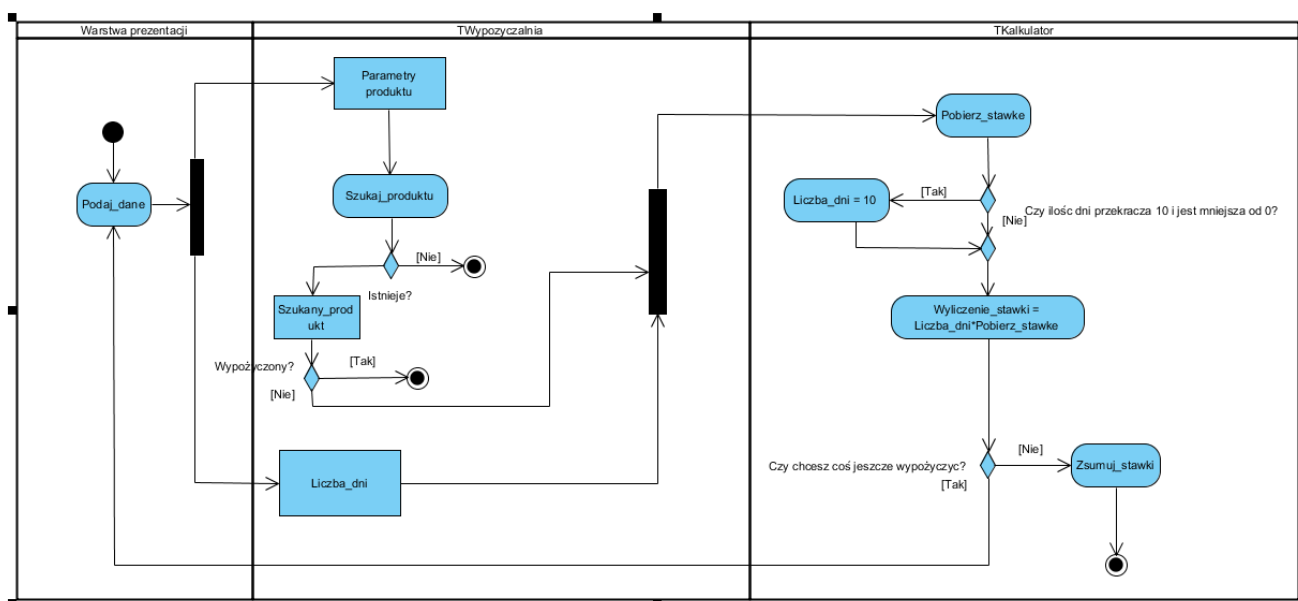 Warstwa prezentacji
TWypozyczalnia
TKalkulator
Parametry
produktu
Pobierz_stawke
Podaj_dane
Szukaj_produktu
[Tak]
Liczba_dni = 10
Czy ilośc dni przekracza 10 i jest mniejsza od 0?
[Nie]
[Nie]
Istnieje?
Szukany_prod
ukt
Wyliczenie_stawki =
Liczba_dni*Pobierz_stawke
Wypożyczony?
[Tak]
[Nie]
Liczba_dni
Czy chcesz coś jeszcze wypożyczyc?
[Nie]
Zsumuj_stawki
[Tak]